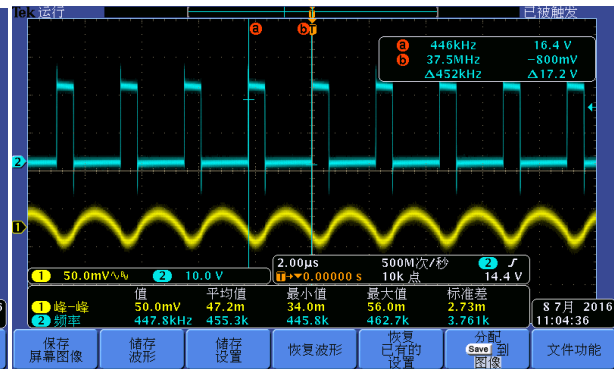 Tek 运行 已被触发
a b T
a 446kHz 16.4 V
b 37.5MHz −800mV
Δ452kHz Δ17.2 V
2
1
1 50.0mV 2 10.0 V
2.00µs 500M次/秒 2
T→▼0.00000 s 10k 点 14.4 V
值 平均值 最小值 最大值 标准差
1 峰−峰 50.0mV 47.2m 34.0m 56.0m 2.73m
2 频率 447.8kHz 455.3k 445.8k 462.7k 3.761k
8 7月 2016
11:04:36
保存
屏幕图像
储存
波形
储存
设置
恢复波形
恢复
已有的
设置
分配
Save 到
图像
文件功能